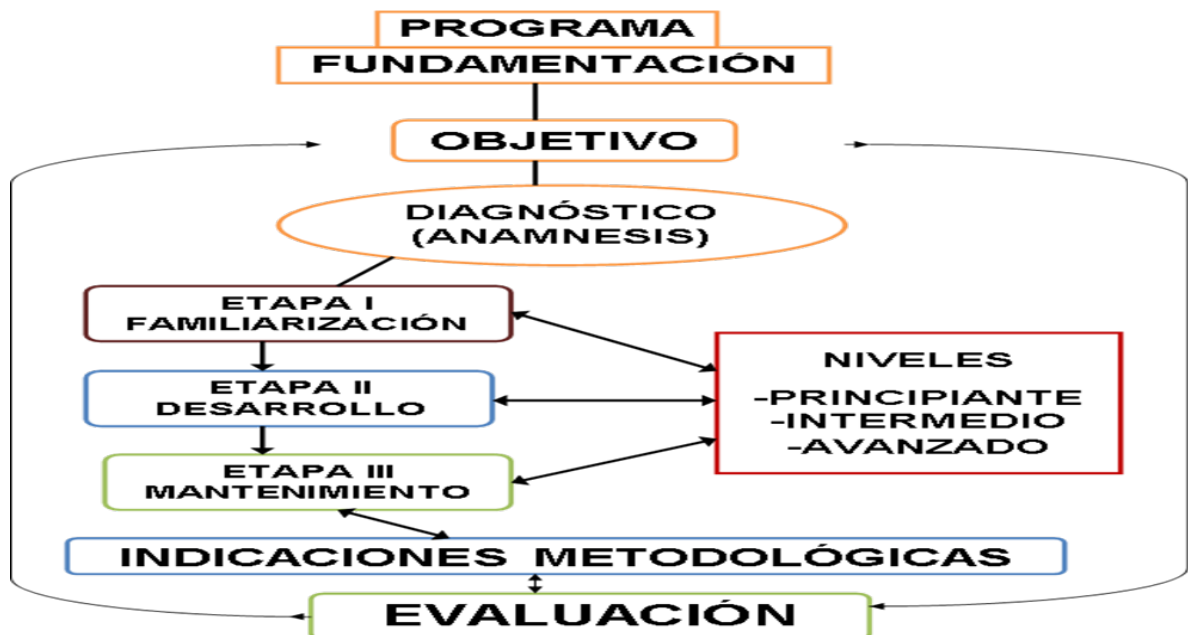 PROGRAMA
FUNDAMENTACIÓN
OBJETIVO
DIAGNÓSTICO
(ANAMNESIS)
ETAPA I
FAMILIARIZACIÓN
ETAPA II
DESARROLLO
ETAPA III
MANTENIMIENTO
NIVELES
-PRINCIPIANTE
-INTERMEDIO
-AVANZADO
INDICACIONES METODOLÓGICAS
EVALUACIÓN